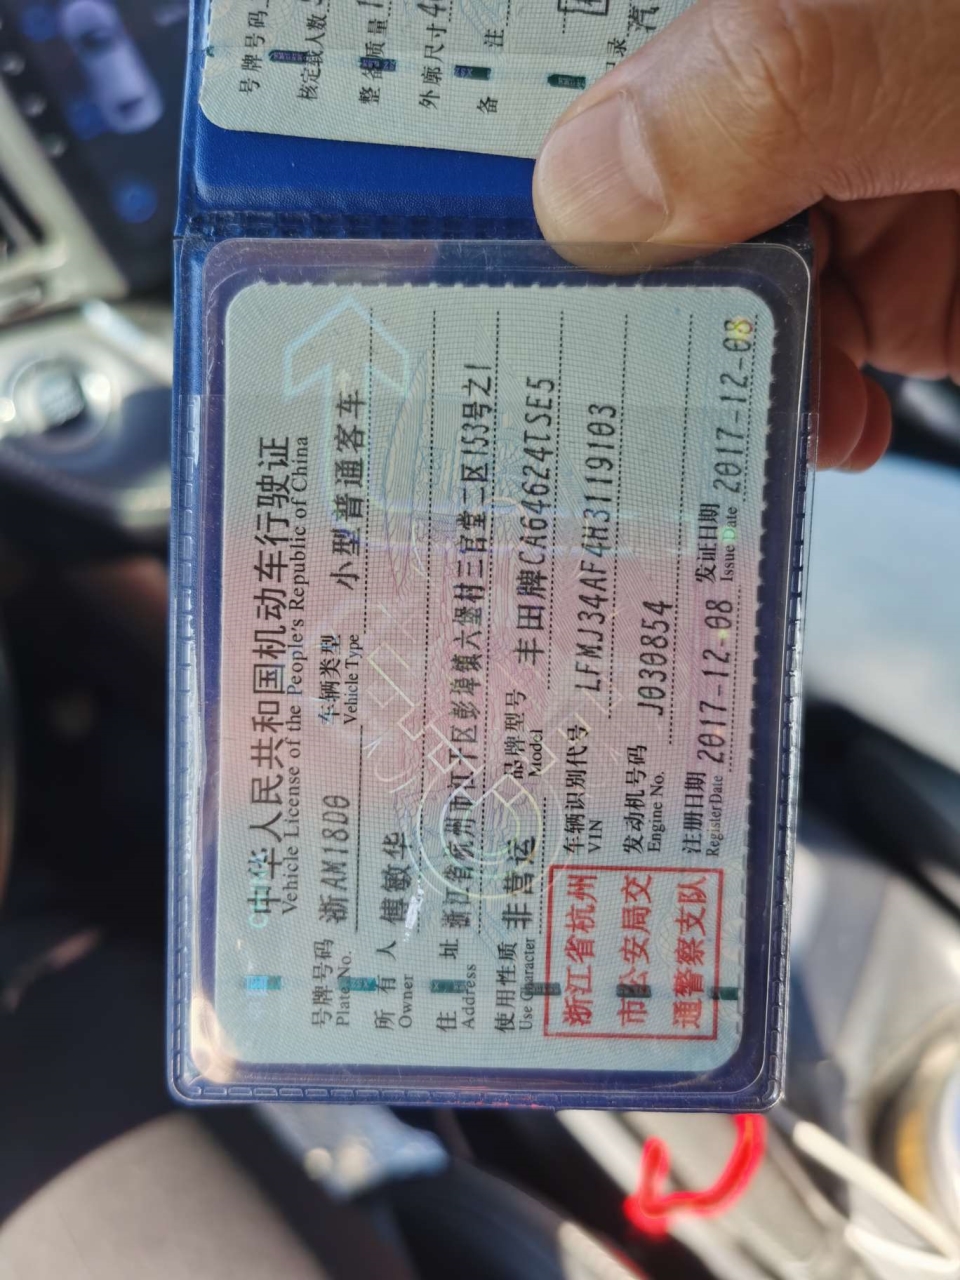 中华人民共和国机动车行驶证
Vehicle License of the People's Republic of China
号牌号码 浙AM18D0 车辆类型 小型普通客车
Plate No. Vehicle Type
所有人 傅敏华
Owner
住址 浙江省杭州市江干区彭埠镇六堡村三官堂二区153号之1
Address
使用性质 非营运 品牌型号 丰田牌CA64624TSE5
Use Character Model
车辆识别代号 LFMJ34AF4H3119103
VIN
发动机号码 J030854
Engine No.
注册日期 2017-12-08 发证日期 2017-12-08
Register Date Issue Date
浙江省杭州
市公安局交
通警察支队
号牌号码
核定载人数
整备质量
外廓尺寸
备注